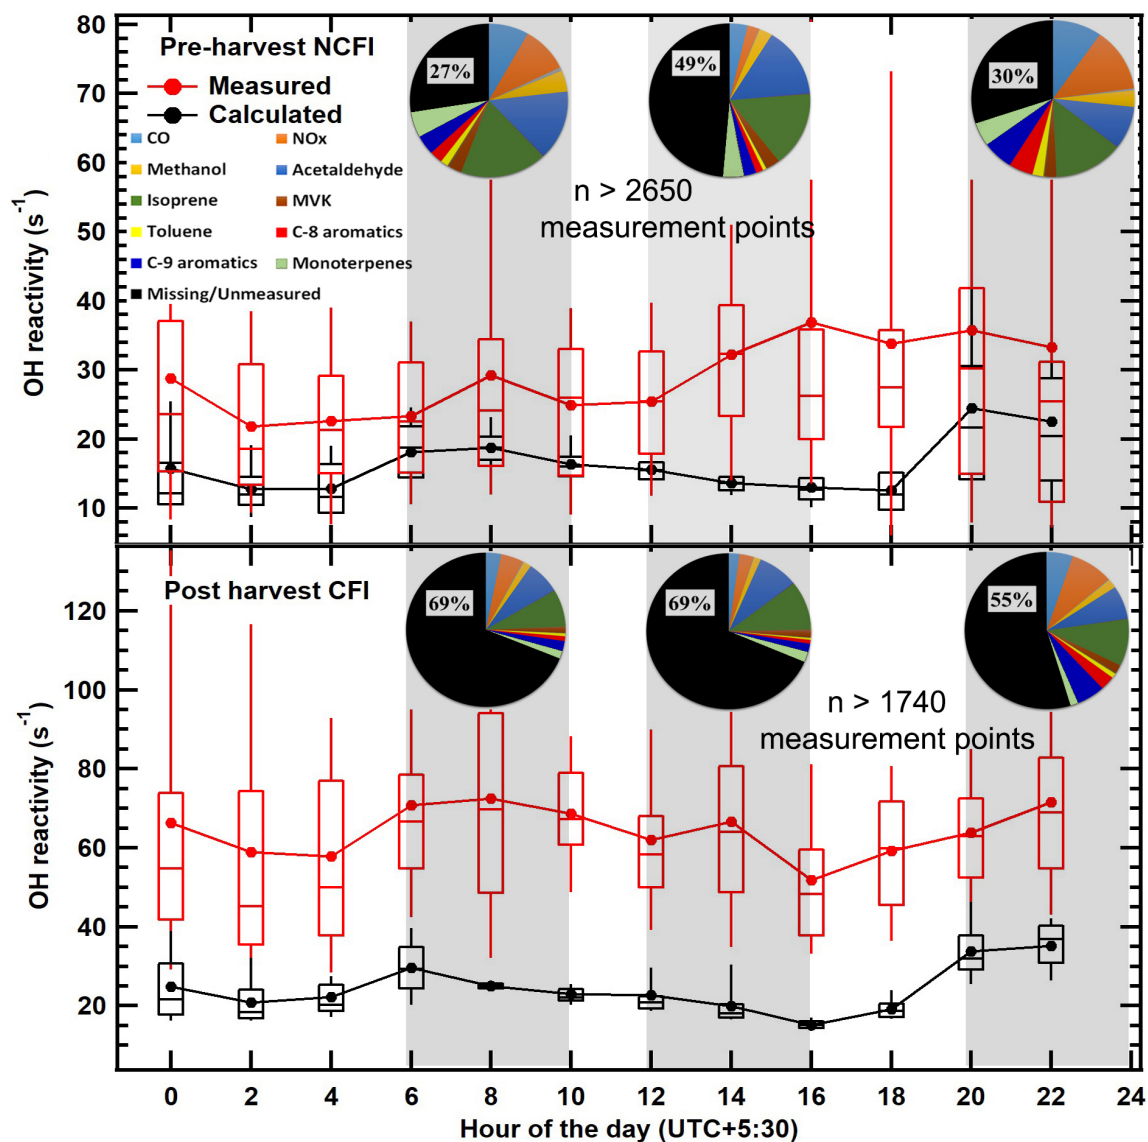 Pre-harvest NCFI
Measured
Calculated
CO
NOx
Methanol
Acetaldehyde
Isoprene
MVK
Toluene
C-8 aromatics
C-9 aromatics
Monoterpenes
Missing/Unmeasured
27%
49%
30%
n > 2650
measurement points
OH reactivity (s-1)
80
70
60
50
40
30
20
10
Post harvest CFI
69%
69%
55%
n > 1740
measurement points
OH reactivity (s-1)
120
100
80
60
40
20
0 2 4 6 8 10 12 14 16 18 20 22 24
Hour of the day (UTC+5:30)